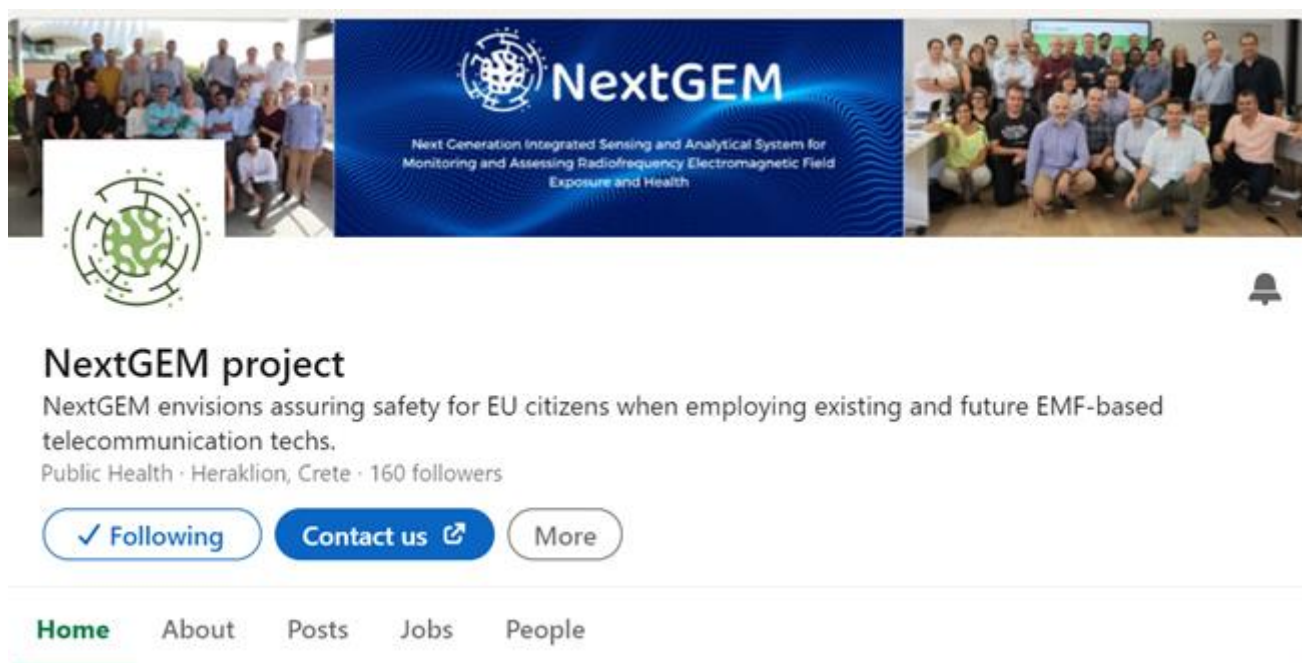 NextGEM
Next Generation Integrated Sensing and Analytical System for
Monitoring and Assessing Radiofrequency Electromagnetic Field
Exposure and Health
NextGEM project
NextGEM envisions assuring safety for EU citizens when employing existing and future EMF-based
telecommunication techs.
Public Health · Heraklion, Crete · 160 followers
✓ Following
Contact us
More
Home About Posts Jobs People